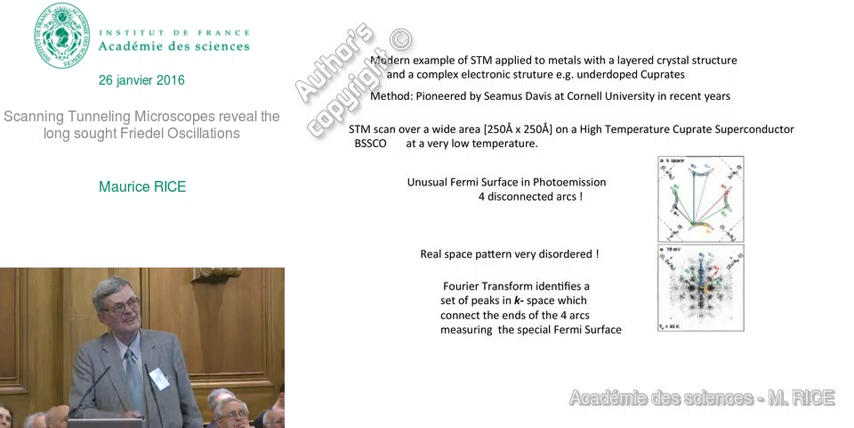 INSTITUT DE FRANCE
Académie des sciences
26 janvier 2016
Scanning Tunneling Microscopes reveal the
long sought Friedel Oscillations
Maurice RICE
Author's
copyright ©
Modern example of STM applied to metals with a layered crystal structure
and a complex electronic struture e.g. underdoped Cuprates
Method: Pioneered by Seamus Davis at Cornell University in recent years
STM scan over a wide area [250Å x 250Å] on a High Temperature Cuprate Superconductor
BSSCO at a very low temperature.
Unusual Fermi Surface in Photoemission
4 disconnected arcs !
k space
Real space pattern very disordered !
Fourier Transform identifies a
set of peaks in k- space which
connect the ends of the 4 arcs
measuring the special Fermi Surface
Académie des sciences - M. RICE